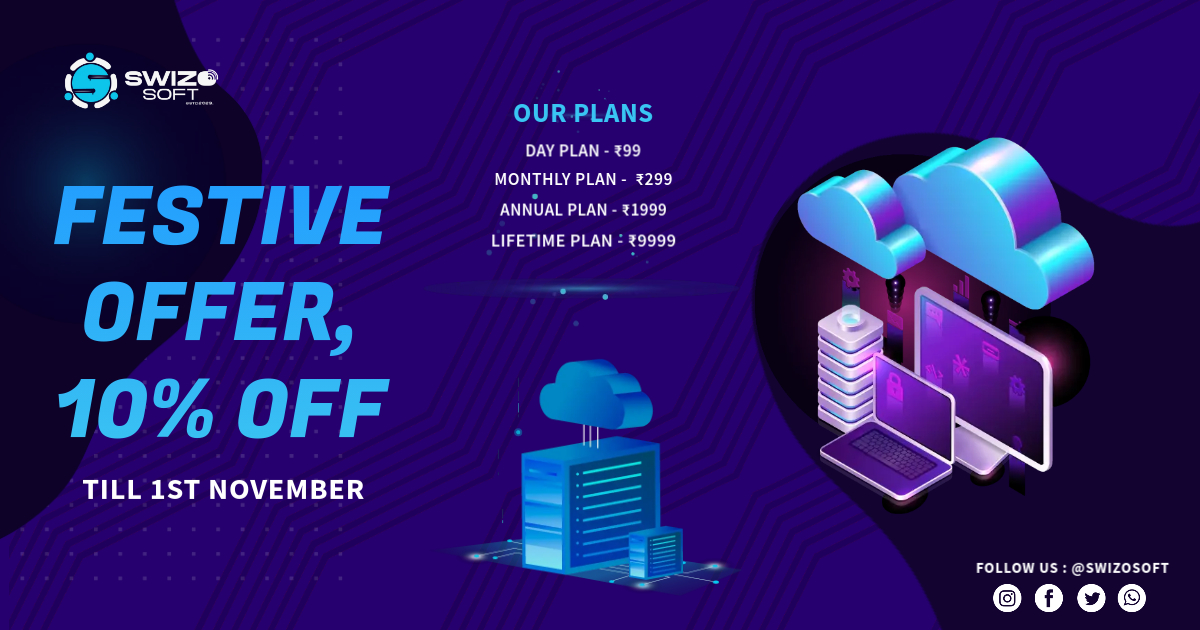 SWIZO
SOFT
FESTIVE
OFFER,
10% OFF
TILL 1ST NOVEMBER
OUR PLANS
DAY PLAN - ₹99
MONTHLY PLAN - ₹299
ANNUAL PLAN - ₹1999
LIFETIME PLAN - ₹9999
FOLLOW US : @SWIZOSOFT